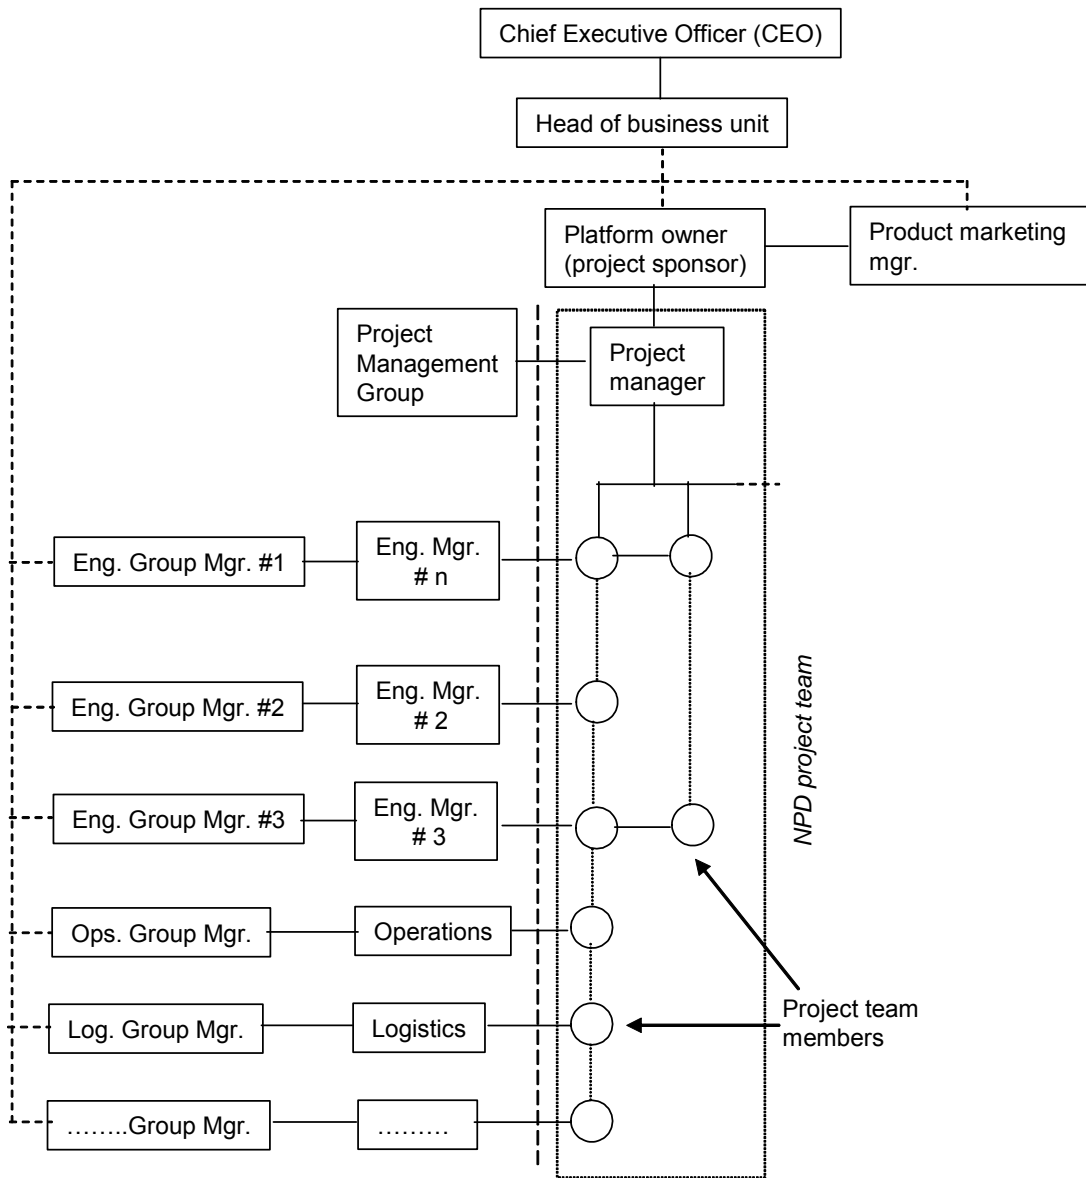 Chief Executive Officer (CEO)
Head of business unit
Platform owner
(project sponsor)
Product marketing
mgr.
Project
Management
Group
Project
manager
Eng. Group Mgr. #1
Eng. Mgr.
# n
Eng. Group Mgr. #2
Eng. Mgr.
# 2
NPD project team
Eng. Group Mgr. #3
Eng. Mgr.
# 3
Ops. Group Mgr.
Operations
Log. Group Mgr.
Logistics
Project team
members
……..Group Mgr.
………